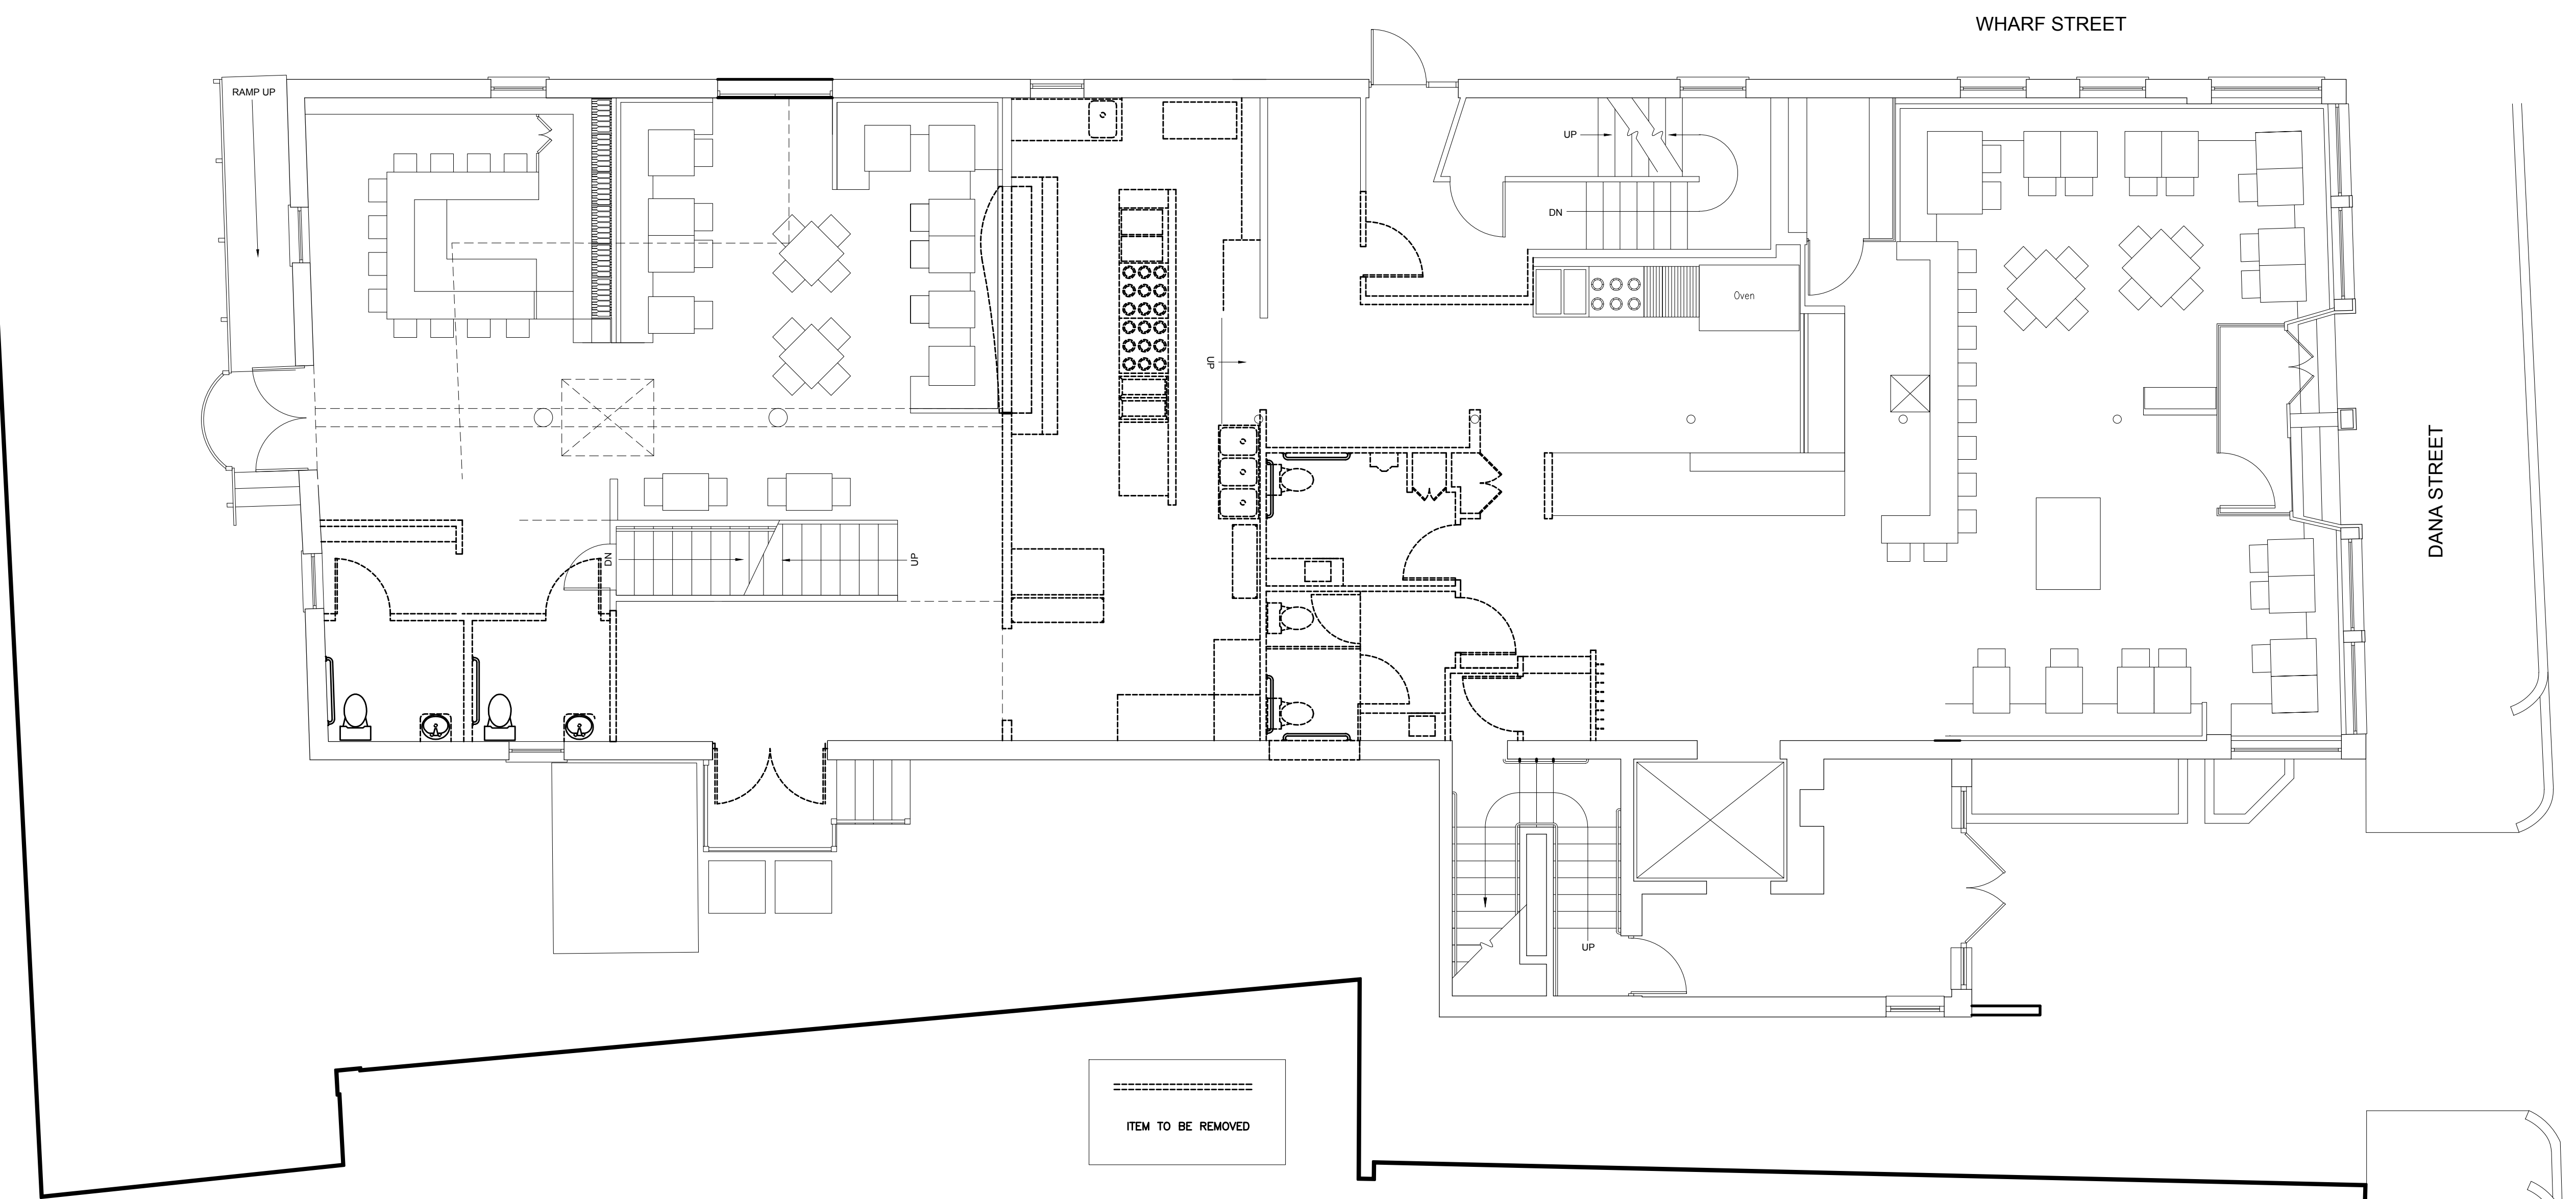 WHARF STREET
RAMP UP
UP
DN
Oven
UP
DANA STREET
DN
UP
UP
ITEM TO BE REMOVED